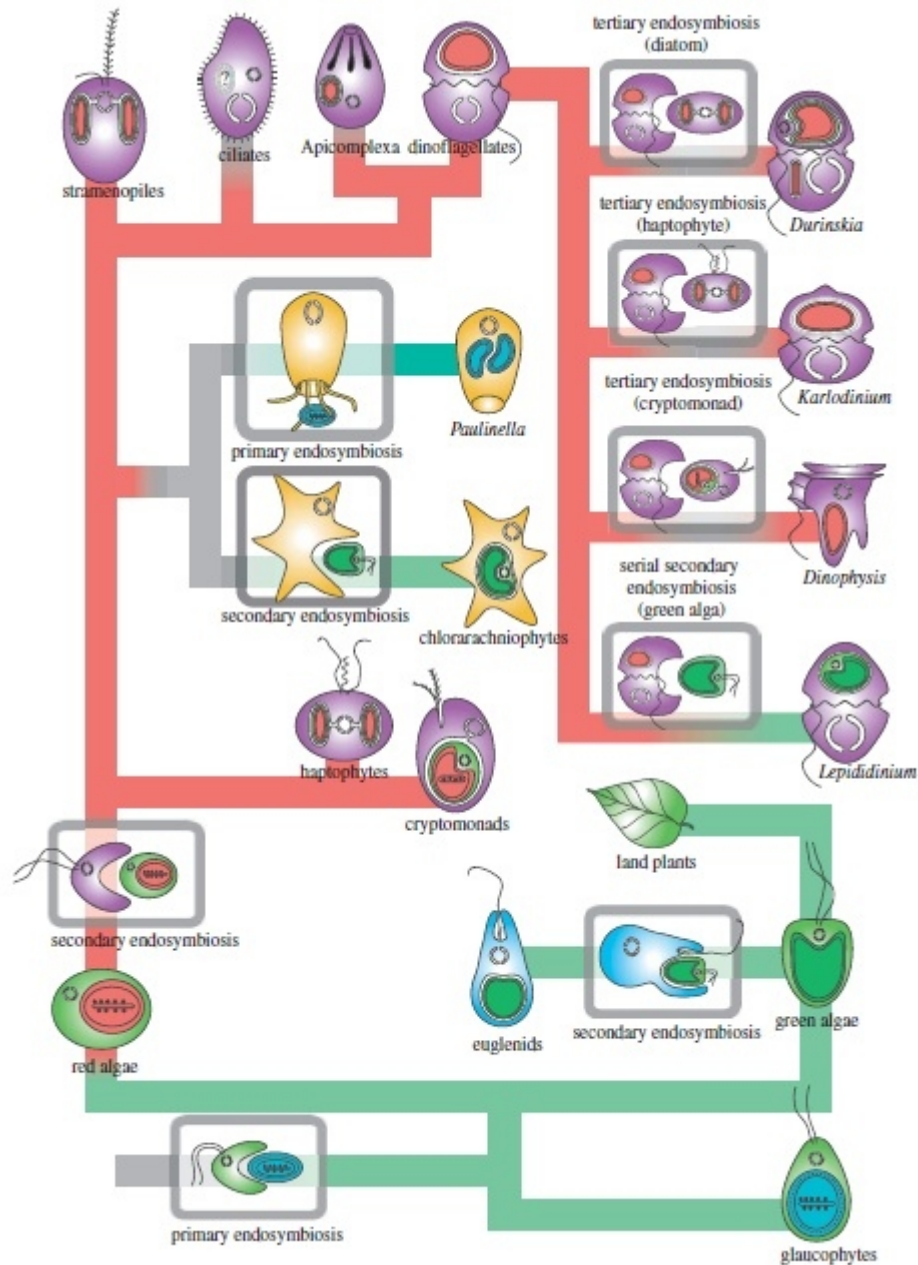 tertiary endosymbiosis
(diatom)
stramenopiles
ciliates
Apicomplexa
dinoflagellates
?
Durinskia
tertiary endosymbiosis
(haptophyte)
Karlodinium
tertiary endosymbiosis
(cryptomonad)
primary endosymbiosis
Paulinella
Dinophysis
serial secondary
endosymbiosis
(green alga)
secondary endosymbiosis
chlorarachniophytes
Lepididinium
haptophytes
cryptomonads
land plants
secondary endosymbiosis
euglenids
secondary endosymbiosis
green algae
red algae
primary endosymbiosis
glaucophytes